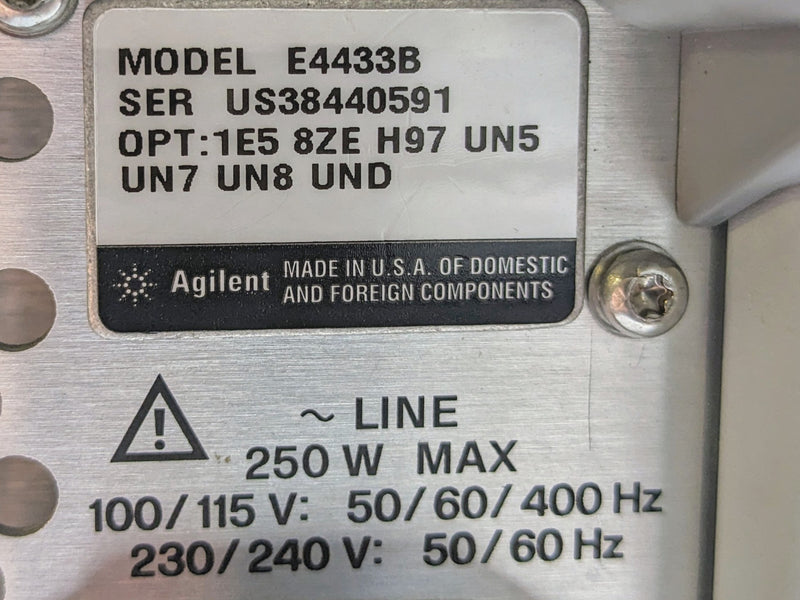 MODEL E4433B
SER US38440591
OPT:1E5 8ZE H97 UN5
UN7 UN8 UND
Agilent MADE IN U.S.A. OF DOMESTIC
AND FOREIGN COMPONENTS
! ~ LINE
250 W MAX
100/115 V: 50/60/400 Hz
230/240 V: 50/60 Hz